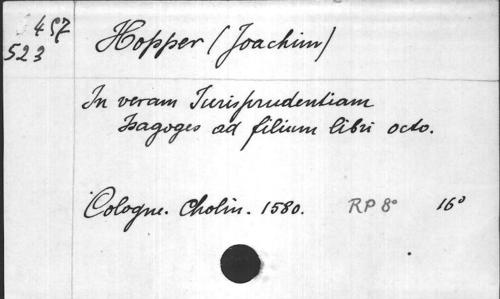 457
523
Hopper (Joachim)
In veram Jurisprudentiam
Isagoges ad filium libri octo.
Cologne. Cholin. 1580. RP 8° 16°